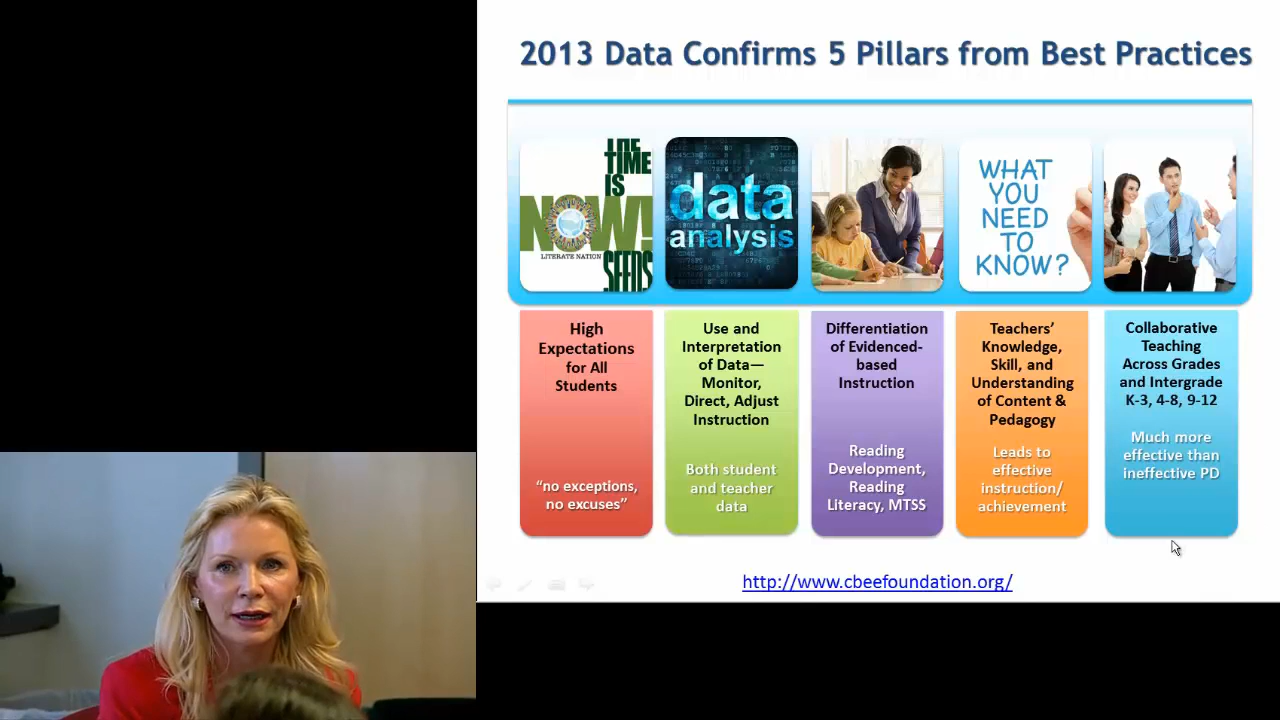 2013 Data Confirms 5 Pillars from Best Practices
THE
TIME
IS
NOW!
LITERATE NATION
SEEDS
data
analysis
WHAT
YOU
NEED
TO
KNOW?
High
Expectations
for All
Students
"no exceptions,
no excuses"
Use and
Interpretation
of Data—
Monitor,
Direct, Adjust
Instruction
Both student
and teacher
data
Differentiation
of Evidenced-
based
Instruction
Reading
Development,
Reading
Literacy, MTSS
Teachers'
Knowledge,
Skill, and
Understanding
of Content &
Pedagogy
Leads to
effective
instruction/
achievement
Collaborative
Teaching
Across Grades
and Intergrade
K-3, 4-8, 9-12
Much more
effective than
ineffective PD
http://www.cbeefoundation.org/